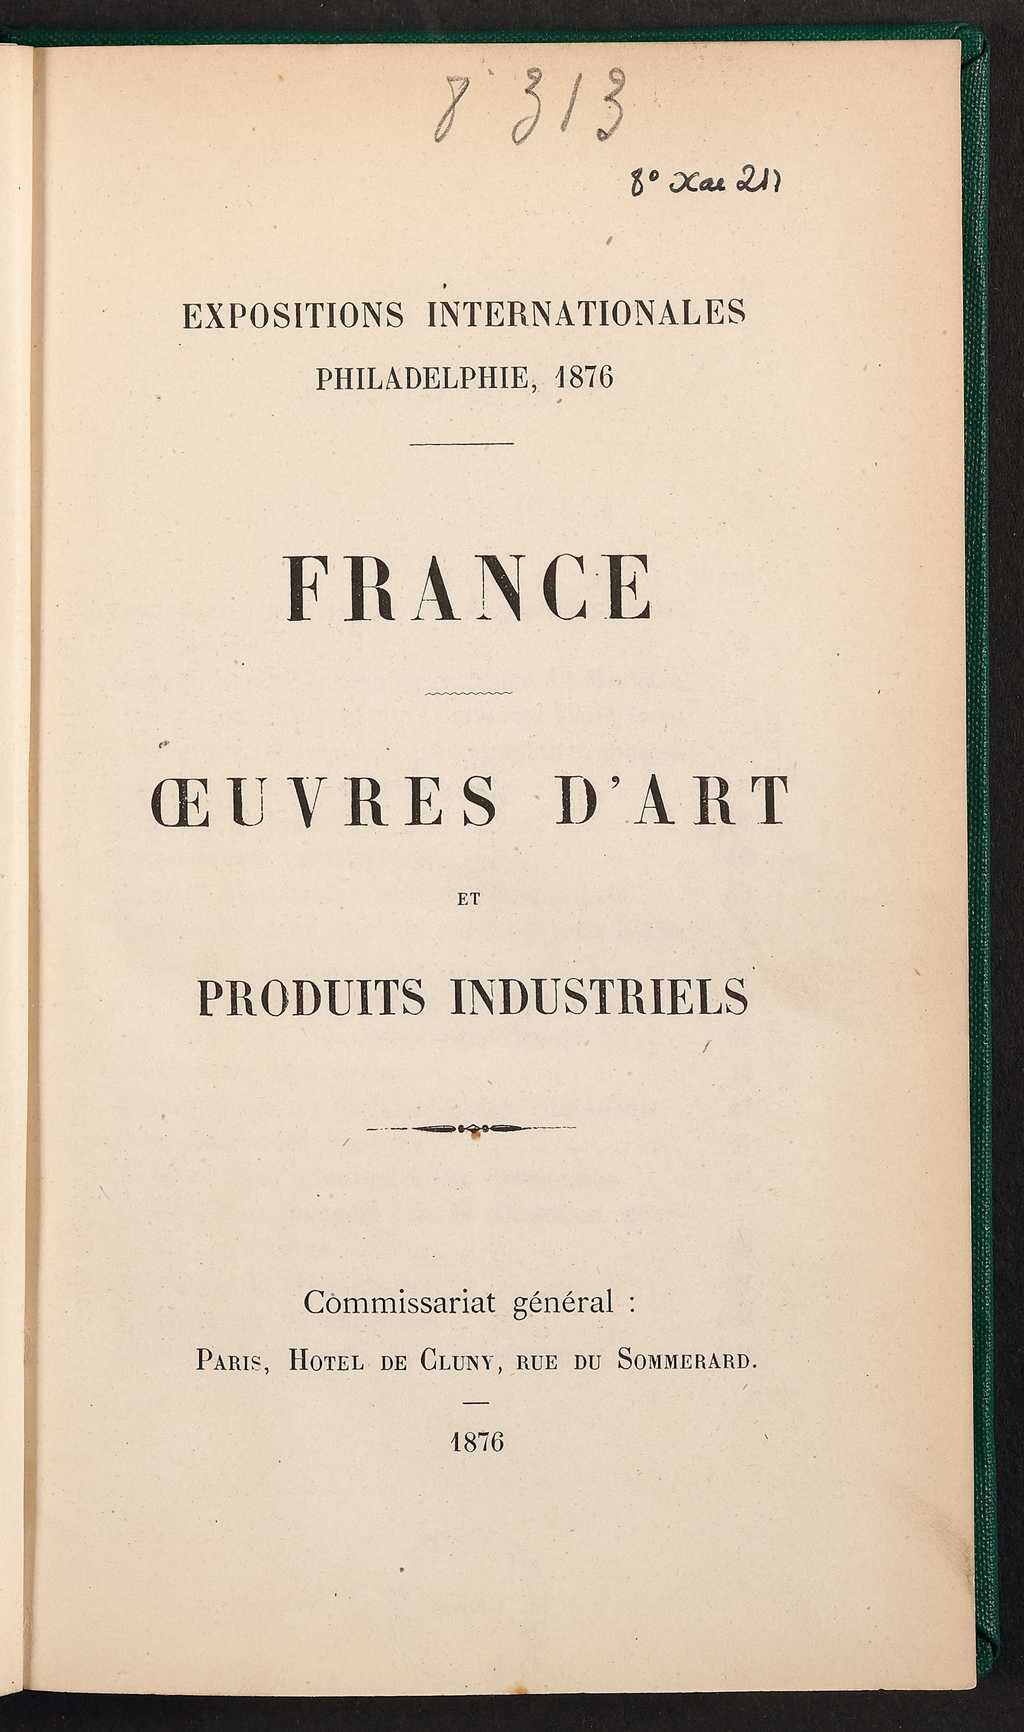 8° 313
8° Xae 211
EXPOSITIONS INTERNATIONALES
PHILADELPHIE, 1876
FRANCE
ŒUVRES D'ART
ET
PRODUITS INDUSTRIELS
Commissariat général :
PARIS, HOTEL DE CLUNY, RUE DU SOMMERARD.
1876